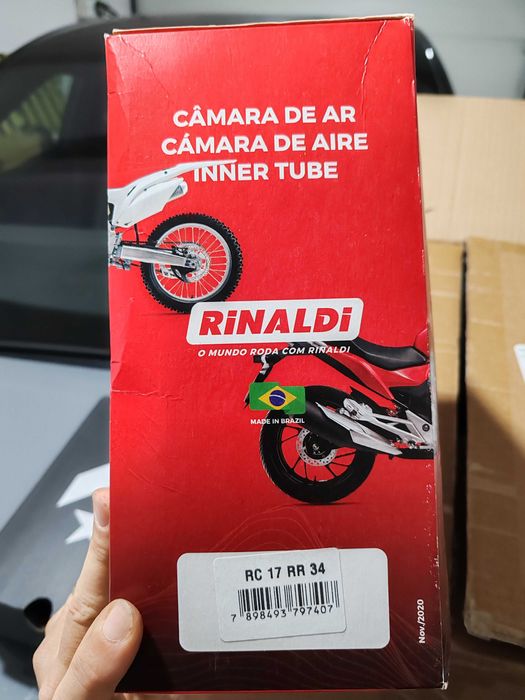 CÂMARA DE AR
CÁMARA DE AIRE
INNER TUBE
RiNALDi
O MUNDO RODA COM RINALDI
MADE IN BRAZIL
RC 17 RR 34
7 898493 797407
Nov./2020